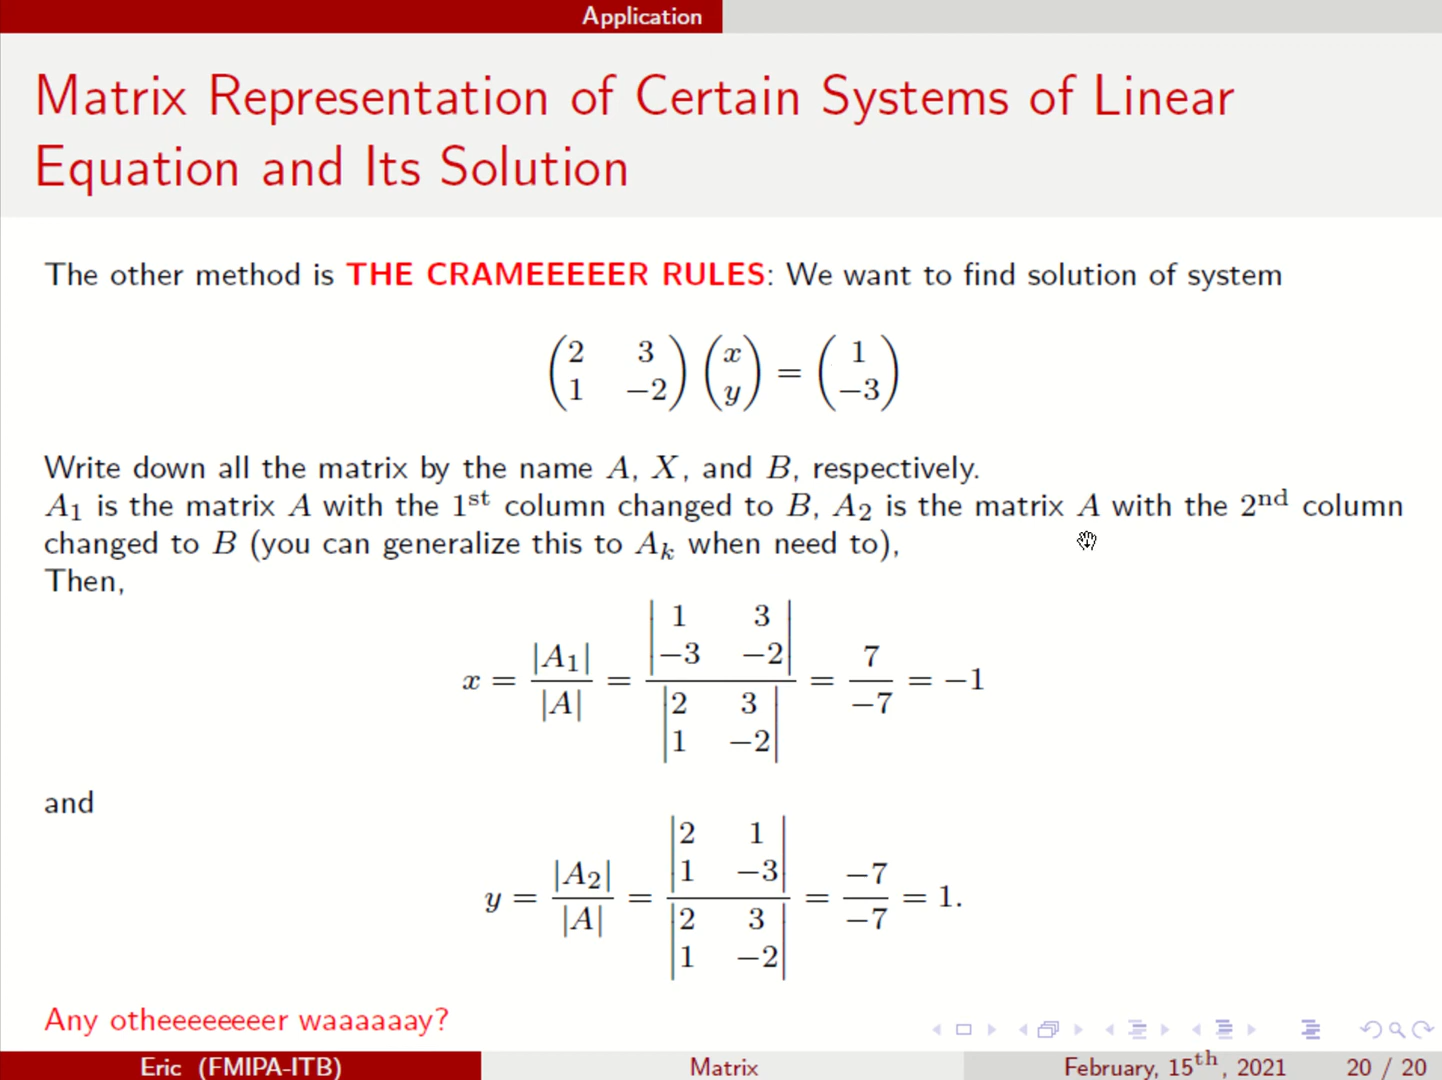 Application
Matrix Representation of Certain Systems of Linear
Equation and Its Solution
The other method is THE CRAMEEEEER RULES: We want to find solution of system
(2 3; 1 −2) (x; y) = (1; −3)
Write down all the matrix by the name A, X, and B, respectively.
A₁ is the matrix A with the 1st column changed to B, A₂ is the matrix A with the 2nd column
changed to B (you can generalize this to Aₖ when need to),
Then,
x = |A₁| / |A| = |1 3; −3 −2| / |2 3; 1 −2| = 7 / −7 = −1
and
y = |A₂| / |A| = |2 1; 1 −3| / |2 3; 1 −2| = −7 / −7 = 1.
Any otheeeeeeeer waaaaaay?
Eric (FMIPA-ITB) Matrix February, 15th, 2021 20 / 20